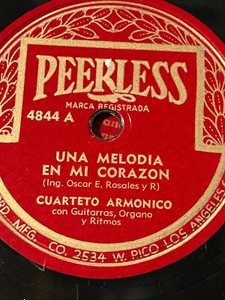 PEERLESS
MARCA REGISTRADA
4844 A
UNA MELODIA
EN MI CORAZON
(Ing. Oscar E. Rosales y R)
CUARTETO ARMONICO
con Guitarras, Organo
y Ritmos
MFG. CO. 2534 W. PICO LOS ANGELES